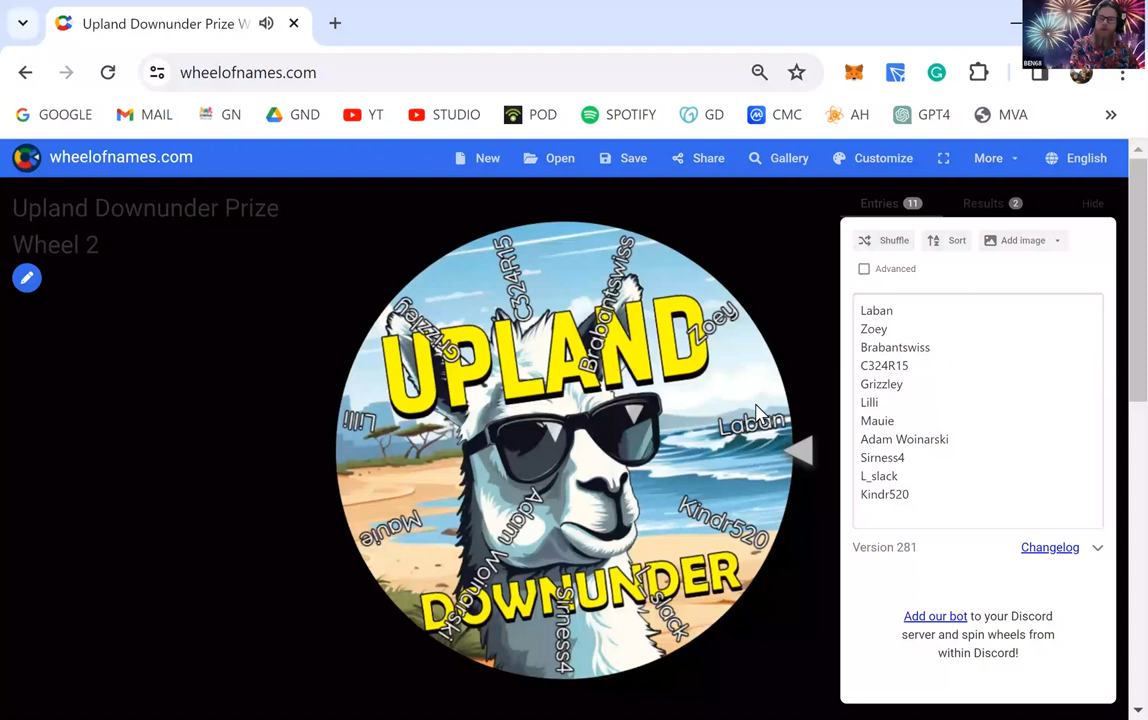 Upland Downunder Prize W
wheelofnames.com
GOOGLE MAIL GN GND YT STUDIO POD SPOTIFY GD CMC AH GPT4 MVA
BEN68
wheelofnames.com
New Open Save Share Gallery Customize More English
Upland Downunder Prize
Wheel 2
Entries 11 Results 2 Hide
Shuffle Sort Add image
Advanced
Laban
Zoey
Brabantswiss
C324R15
Grizzley
Lilli
Mauie
Adam Woinarski
Sirness4
L_slack
Kindr520
Version 281 Changelog
Add our bot to your Discord
server and spin wheels from
within Discord!
UPLAND
DOWNUNDER
C324R15
Brabantswiss
Zoey
Grizzley
Laban
Lilli
Kindr520
Mauie
Adam Woinarski
Sirness4
L_slack